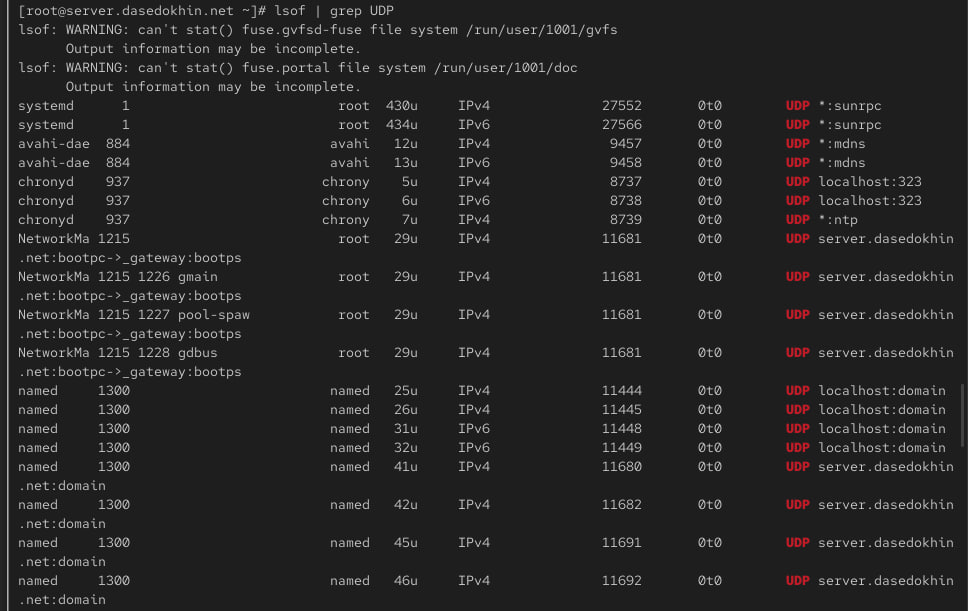 [root@server.dasedokhin.net ~]# lsof | grep UDP
lsof: WARNING: can't stat() fuse.gvfsd-fuse file system /run/user/1001/gvfs
      Output information may be incomplete.
lsof: WARNING: can't stat() fuse.portal file system /run/user/1001/doc
      Output information may be incomplete.
systemd      1                          root  430u     IPv4              27552       0t0        UDP *:sunrpc
systemd      1                          root  434u     IPv6              27566       0t0        UDP *:sunrpc
avahi-dae  884                         avahi   12u     IPv4               9457       0t0        UDP *:mdns
avahi-dae  884                         avahi   13u     IPv6               9458       0t0        UDP *:mdns
chronyd    937                        chrony    5u     IPv4               8737       0t0        UDP localhost:323
chronyd    937                        chrony    6u     IPv6               8738       0t0        UDP localhost:323
chronyd    937                        chrony    7u     IPv4               8739       0t0        UDP *:ntp
NetworkMa 1215                          root   29u     IPv4              11681       0t0        UDP server.dasedokhin
.net:bootpc->_gateway:bootps
NetworkMa 1215 1226 gmain               root   29u     IPv4              11681       0t0        UDP server.dasedokhin
.net:bootpc->_gateway:bootps
NetworkMa 1215 1227 pool-spaw           root   29u     IPv4              11681       0t0        UDP server.dasedokhin
.net:bootpc->_gateway:bootps
NetworkMa 1215 1228 gdbus               root   29u     IPv4              11681       0t0        UDP server.dasedokhin
.net:bootpc->_gateway:bootps
named     1300                         named   25u     IPv4              11444       0t0        UDP localhost:domain
named     1300                         named   26u     IPv4              11445       0t0        UDP localhost:domain
named     1300                         named   31u     IPv6              11448       0t0        UDP localhost:domain
named     1300                         named   32u     IPv6              11449       0t0        UDP localhost:domain
named     1300                         named   41u     IPv4              11680       0t0        UDP server.dasedokhin
.net:domain
named     1300                         named   42u     IPv4              11682       0t0        UDP server.dasedokhin
.net:domain
named     1300                         named   45u     IPv4              11691       0t0        UDP server.dasedokhin
.net:domain
named     1300                         named   46u     IPv4              11692       0t0        UDP server.dasedokhin
.net:domain